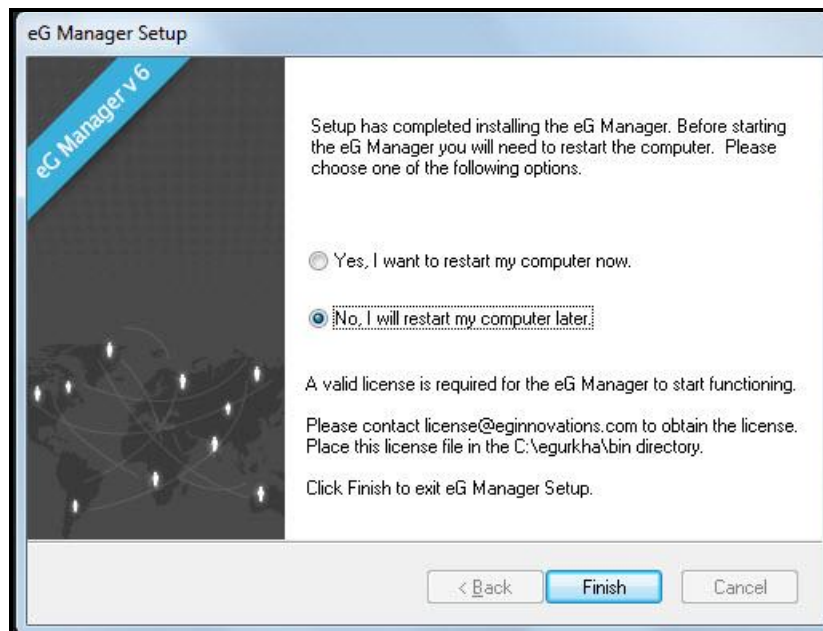 eG Manager Setup
eG Manager v 6
Setup has completed installing the eG Manager. Before starting
the eG Manager you will need to restart the computer.  Please
choose one of the following options.
Yes, I want to restart my computer now.
No, I will restart my computer later.
A valid license is required for the eG Manager to start functioning.
Please contact license@eginnovations.com to obtain the license.
Place this license file in the C:\egurkha\bin directory.
Click Finish to exit eG Manager Setup.
< Back Finish Cancel